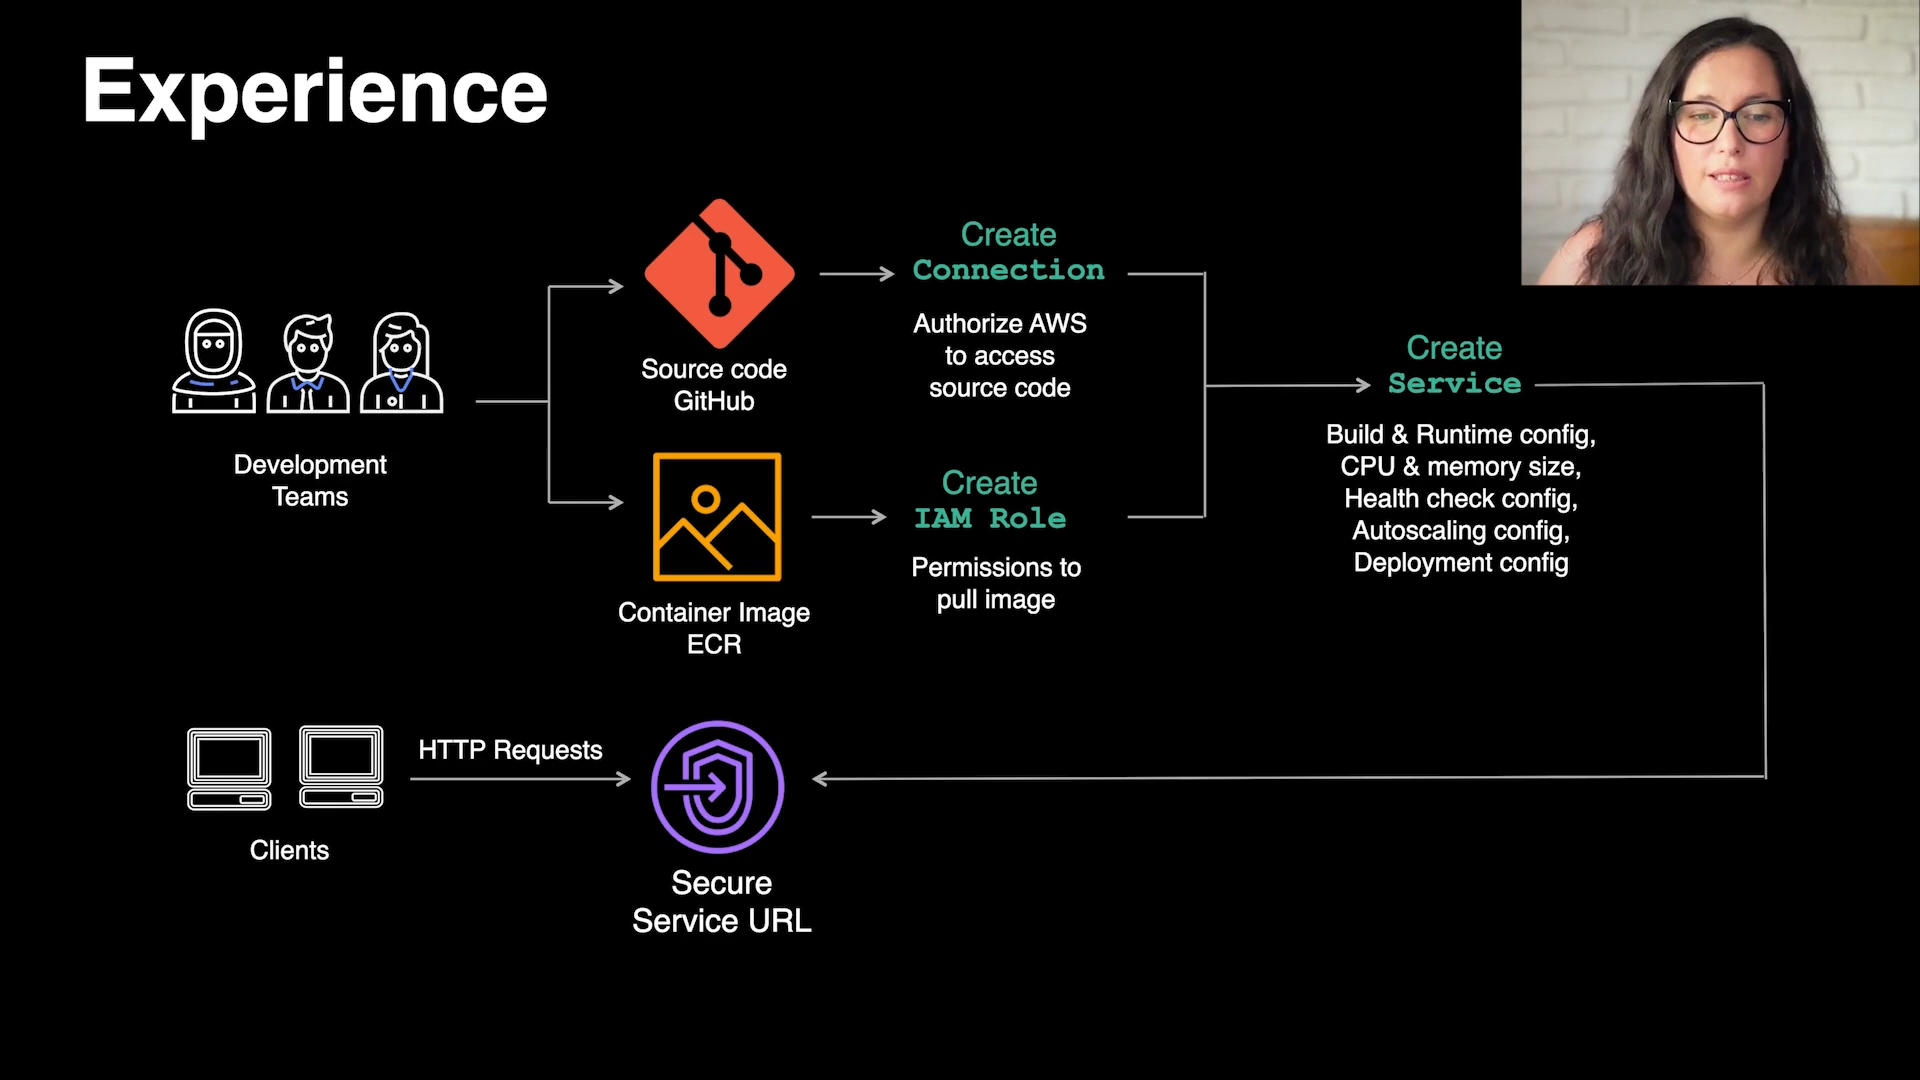 Experience
Development
Teams
Source code
GitHub
Create
Connection
Authorize AWS
to access
source code
Container Image
ECR
Create
IAM Role
Permissions to
pull image
Create
Service
Build & Runtime config,
CPU & memory size,
Health check config,
Autoscaling config,
Deployment config
Clients
HTTP Requests
Secure
Service URL